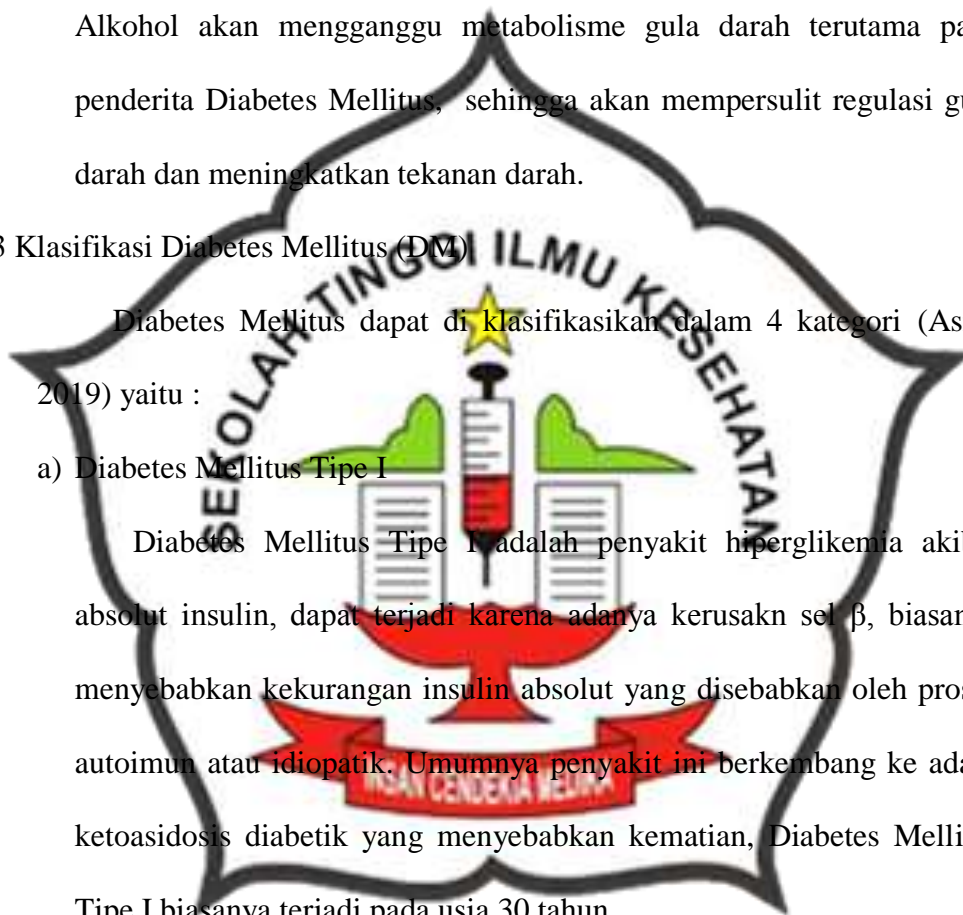 Alkohol akan mengganggu metabolisme gula darah terutama pa
penderita Diabetes Mellitus, sehingga akan mempersulit regulasi gu
darah dan meningkatkan tekanan darah.
3 Klasifikasi Diabetes Mellitus (DM)
Diabetes Mellitus dapat di klasifikasikan dalam 4 kategori (As
2019) yaitu :
a) Diabetes Mellitus Tipe I
Diabetes Mellitus Tipe I adalah penyakit hiperglikemia akib
absolut insulin, dapat terjadi karena adanya kerusakn sel β, biasan
menyebabkan kekurangan insulin absolut yang disebabkan oleh pros
autoimun atau idiopatik. Umumnya penyakit ini berkembang ke ada
ketoasidosis diabetik yang menyebabkan kematian, Diabetes Melli
Tipe I biasanya terjadi pada usia 30 tahun
SEKOLAH TINGGI ILMU KESEHATAN
INSAN CENDEKIA MEDIKA